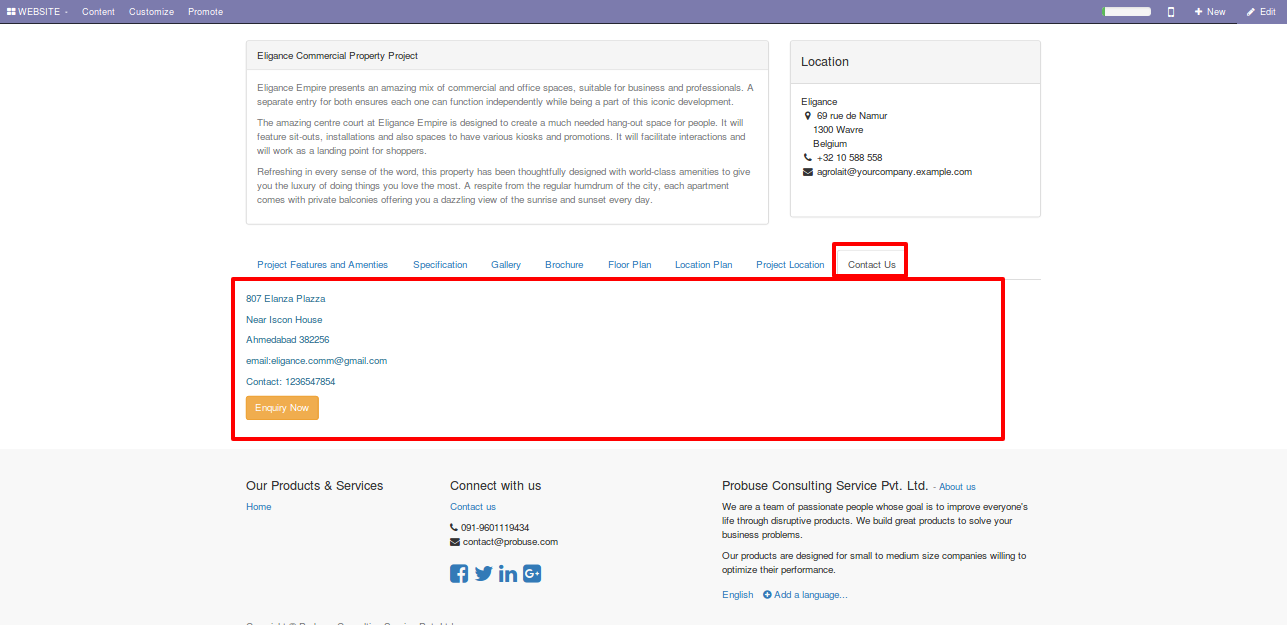 WEBSITE Content Customize Promote New Edit
Eligance Commercial Property Project
Eligance Empire presents an amazing mix of commercial and office spaces, suitable for business and professionals. A
separate entry for both ensures each one can function independently while being a part of this iconic development.
The amazing centre court at Eligance Empire is designed to create a much needed hang-out space for people. It will
feature sit-outs, installations and also spaces to have various kiosks and promotions. It will facilitate interactions and
will work as a landing point for shoppers.
Refreshing in every sense of the word, this property has been thoughtfully designed with world-class amenities to give
you the luxury of doing things you love the most. A respite from the regular humdrum of the city, each apartment
comes with private balconies offering you a dazzling view of the sunrise and sunset every day.
Location
Eligance
69 rue de Namur
1300 Wavre
Belgium
+32 10 588 558
agrolait@yourcompany.example.com
Project Features and Amenties Specification Gallery Brochure Floor Plan Location Plan Project Location Contact Us
807 Elanza Plazza
Near Iscon House
Ahmedabad 382256
email:eligance.comm@gmail.com
Contact: 1236547854
Enquiry Now
Our Products & Services
Home
Connect with us
Contact us
091-9601119434
contact@probuse.com
Probuse Consulting Service Pvt. Ltd. - About us
We are a team of passionate people whose goal is to improve everyone's
life through disruptive products. We build great products to solve your
business problems.
Our products are designed for small to medium size companies willing to
optimize their performance.
English Add a language...